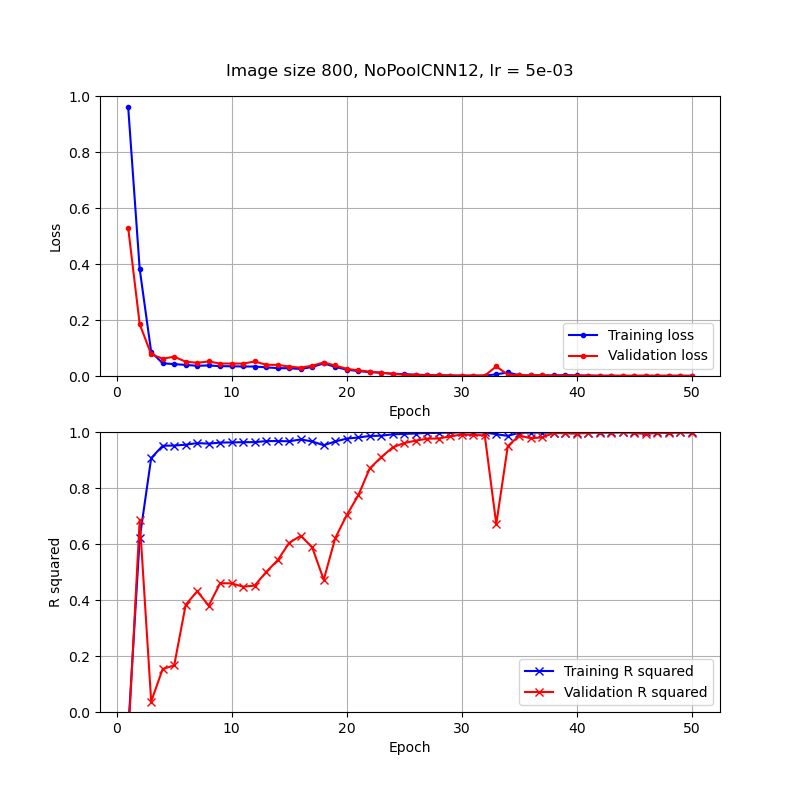 Image size 800, NoPoolCNN12, lr = 5e-03
1.0
0.8
0.6
0.4
0.2
0.0
Loss
Training loss
Validation loss
0 10 20 30 40 50
Epoch
1.0
0.8
0.6
0.4
0.2
0.0
R squared
Training R squared
Validation R squared
0 10 20 30 40 50
Epoch